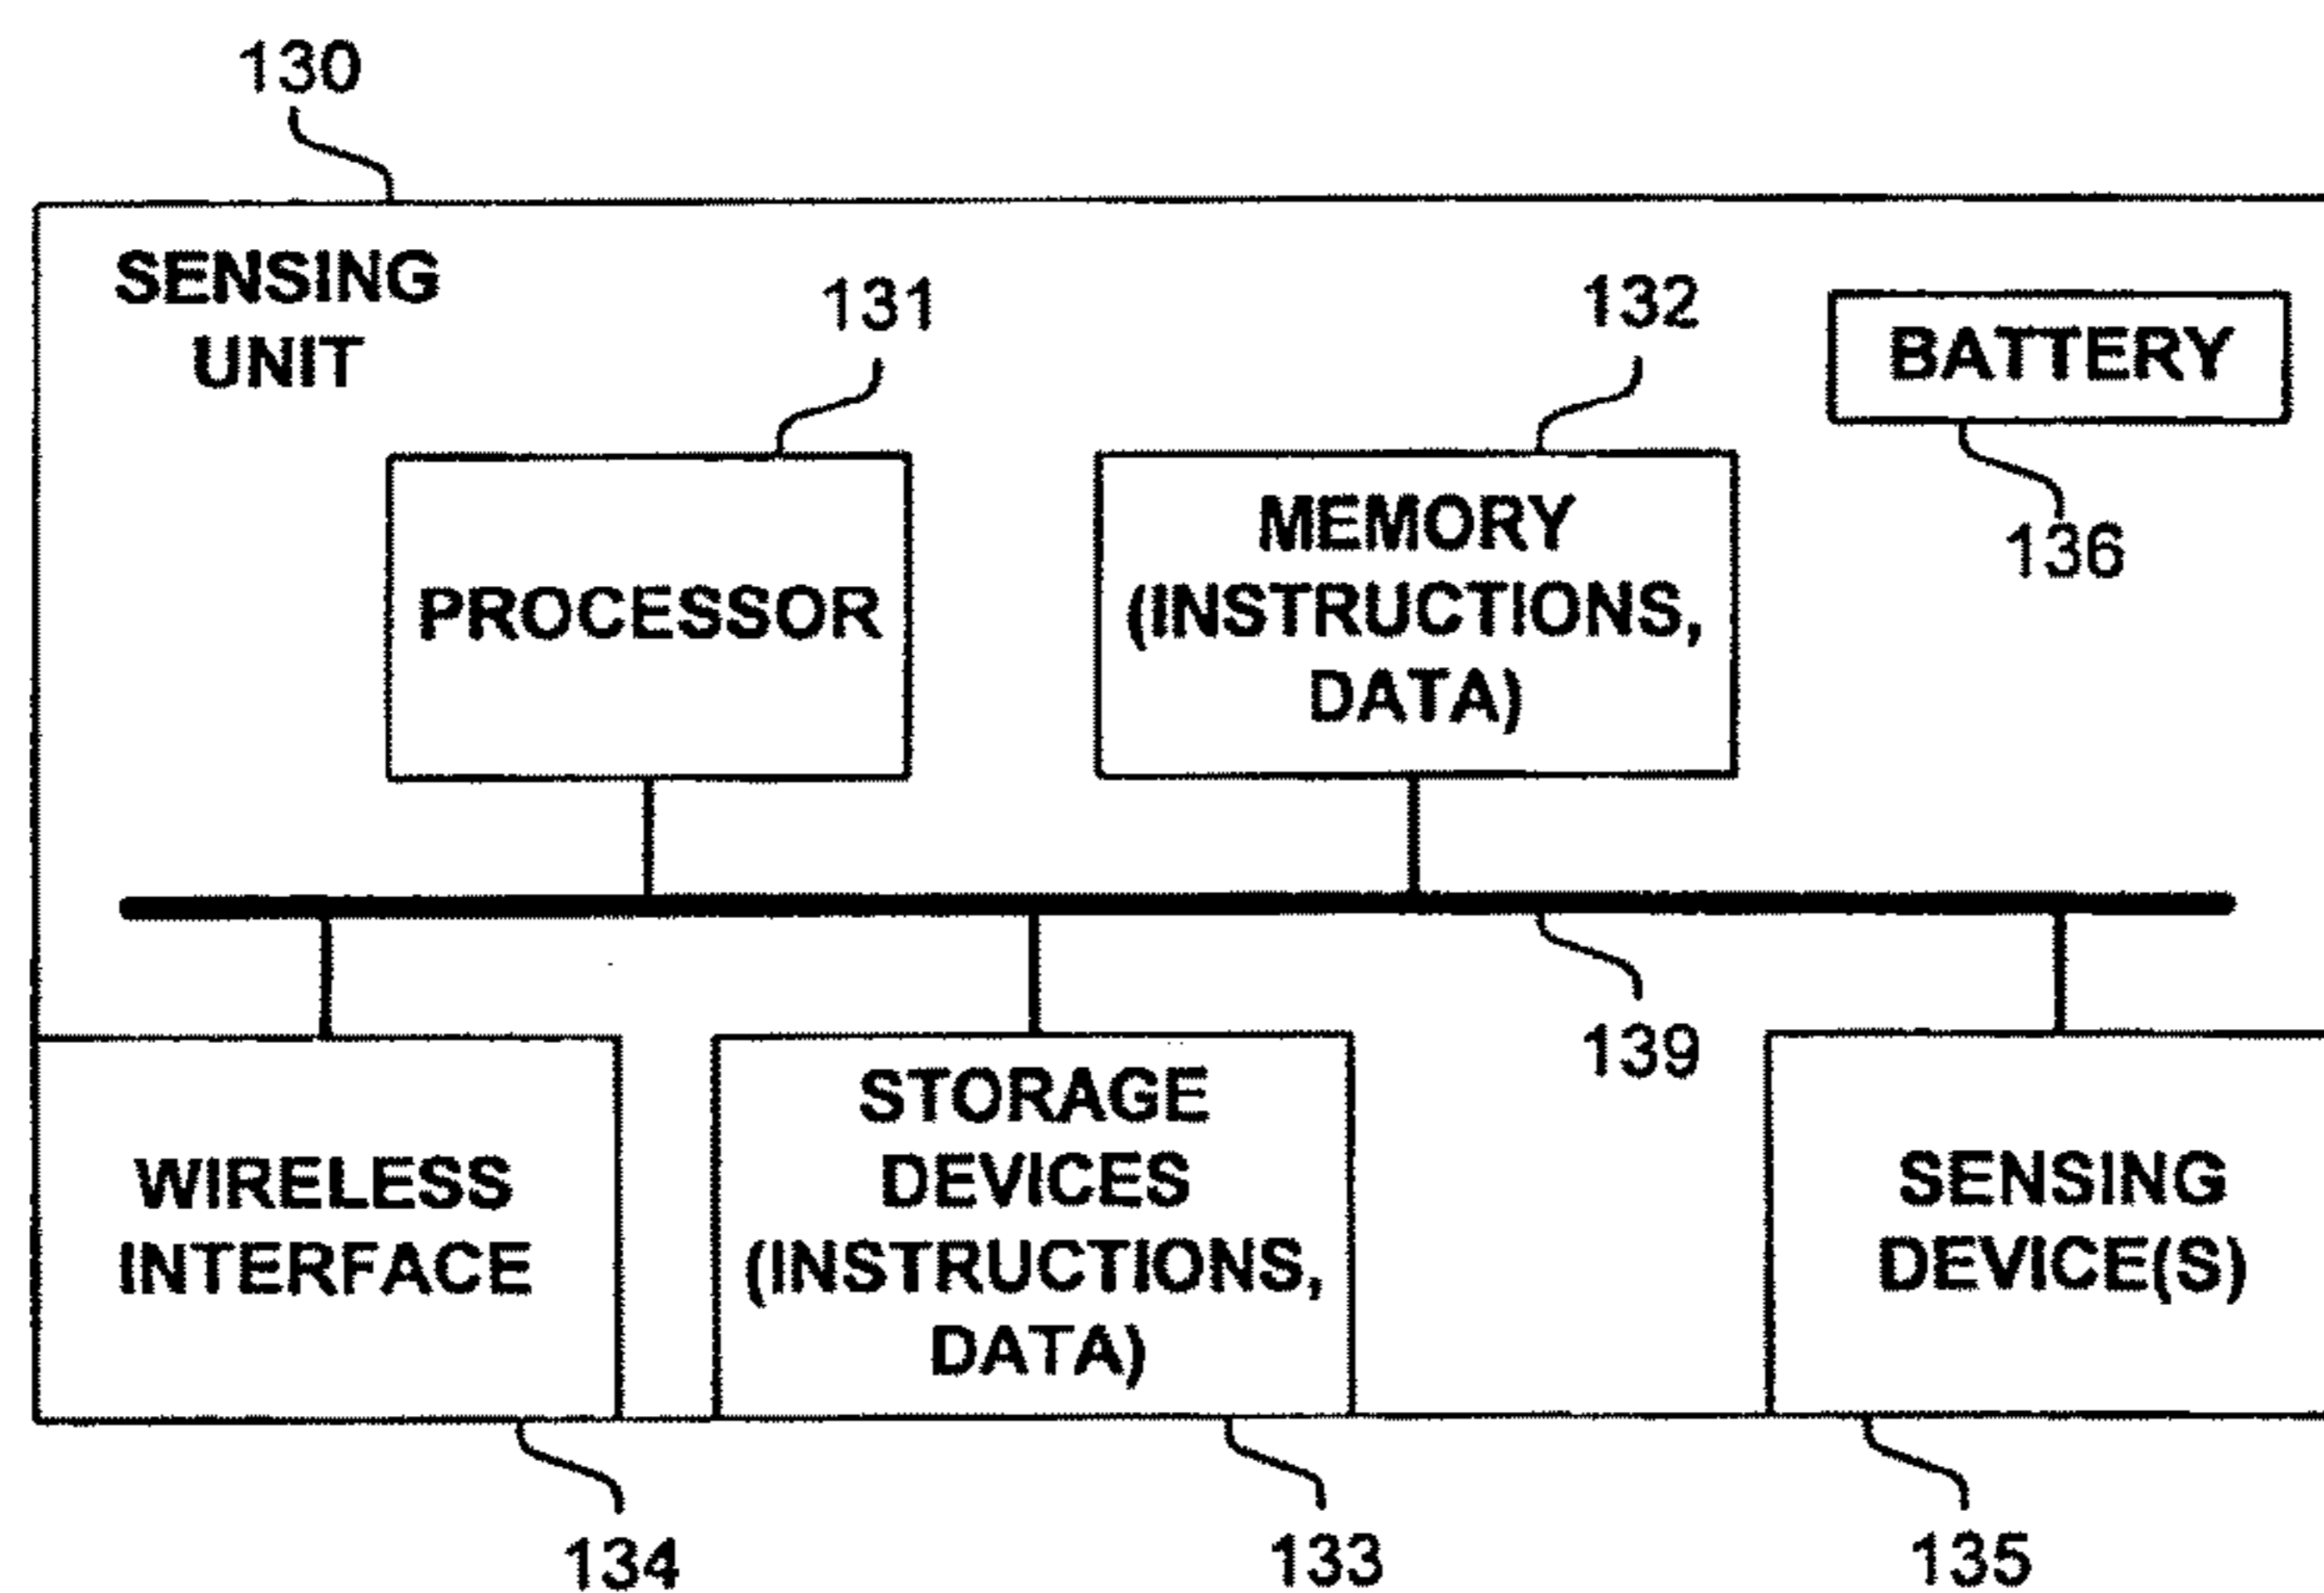 130
SENSING
UNIT
131
132
BATTERY
136
PROCESSOR
MEMORY
(INSTRUCTIONS,
DATA)
139
WIRELESS
INTERFACE
STORAGE
DEVICES
(INSTRUCTIONS,
DATA)
SENSING
DEVICE(S)
134
133
135